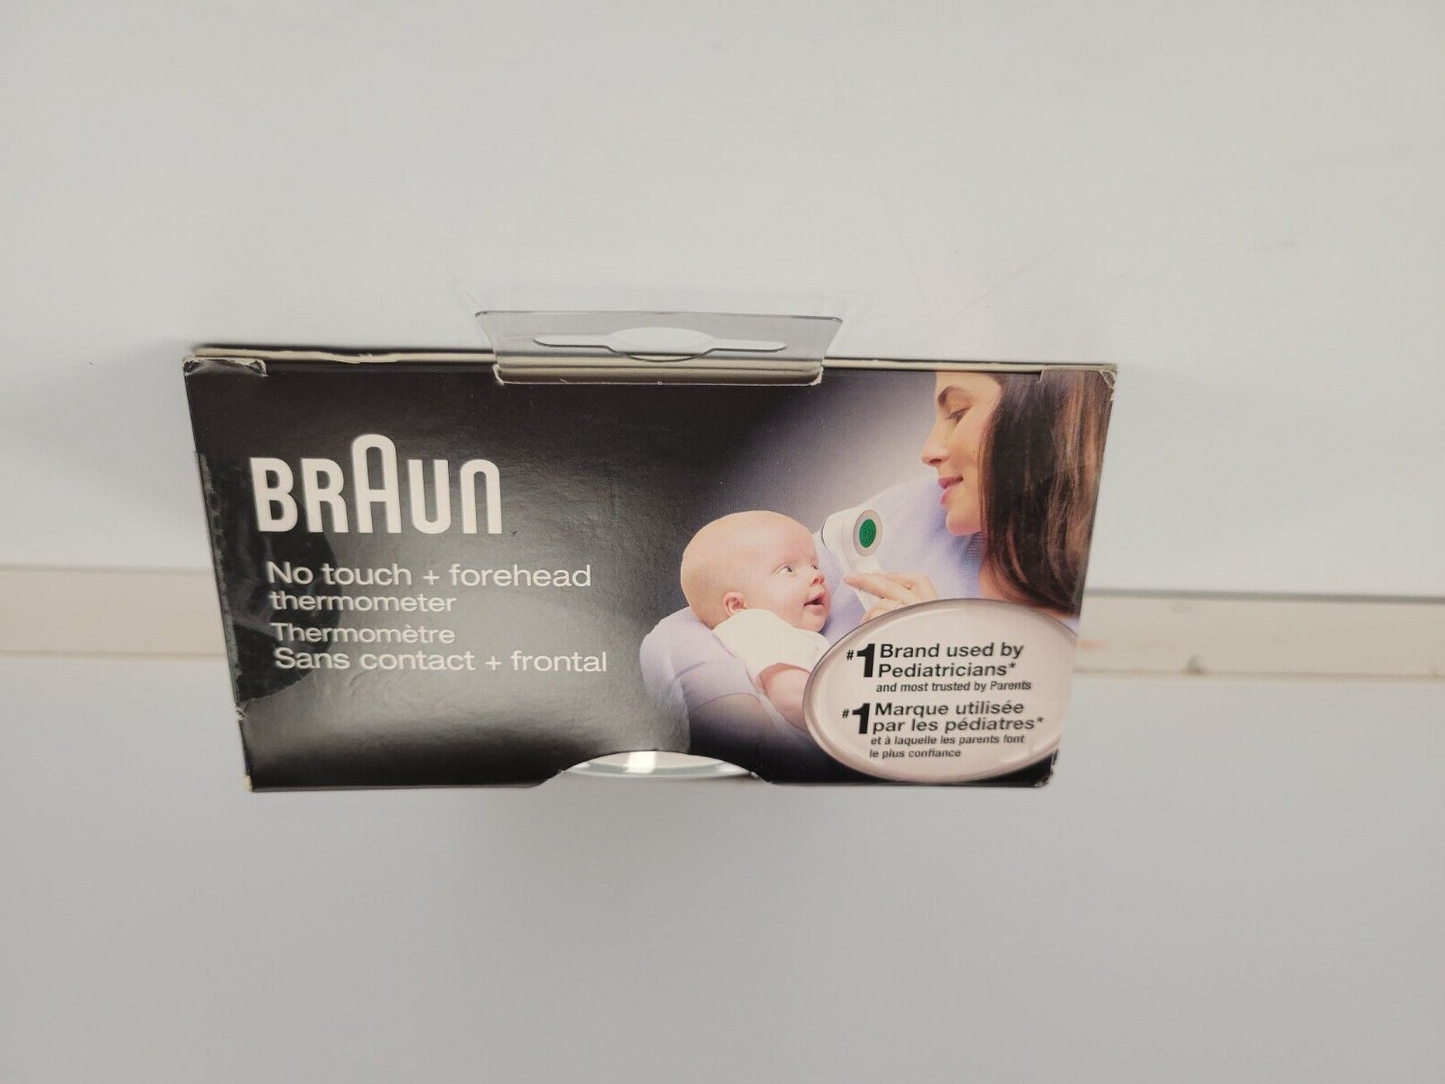 BRAUN
No touch + forehead
thermometer
Thermomètre
Sans contact + frontal
#1 Brand used by
Pediatricians*
and most trusted by Parents
#1 Marque utilisée
par les pédiatres*
et à laquelle les parents font
le plus confiance